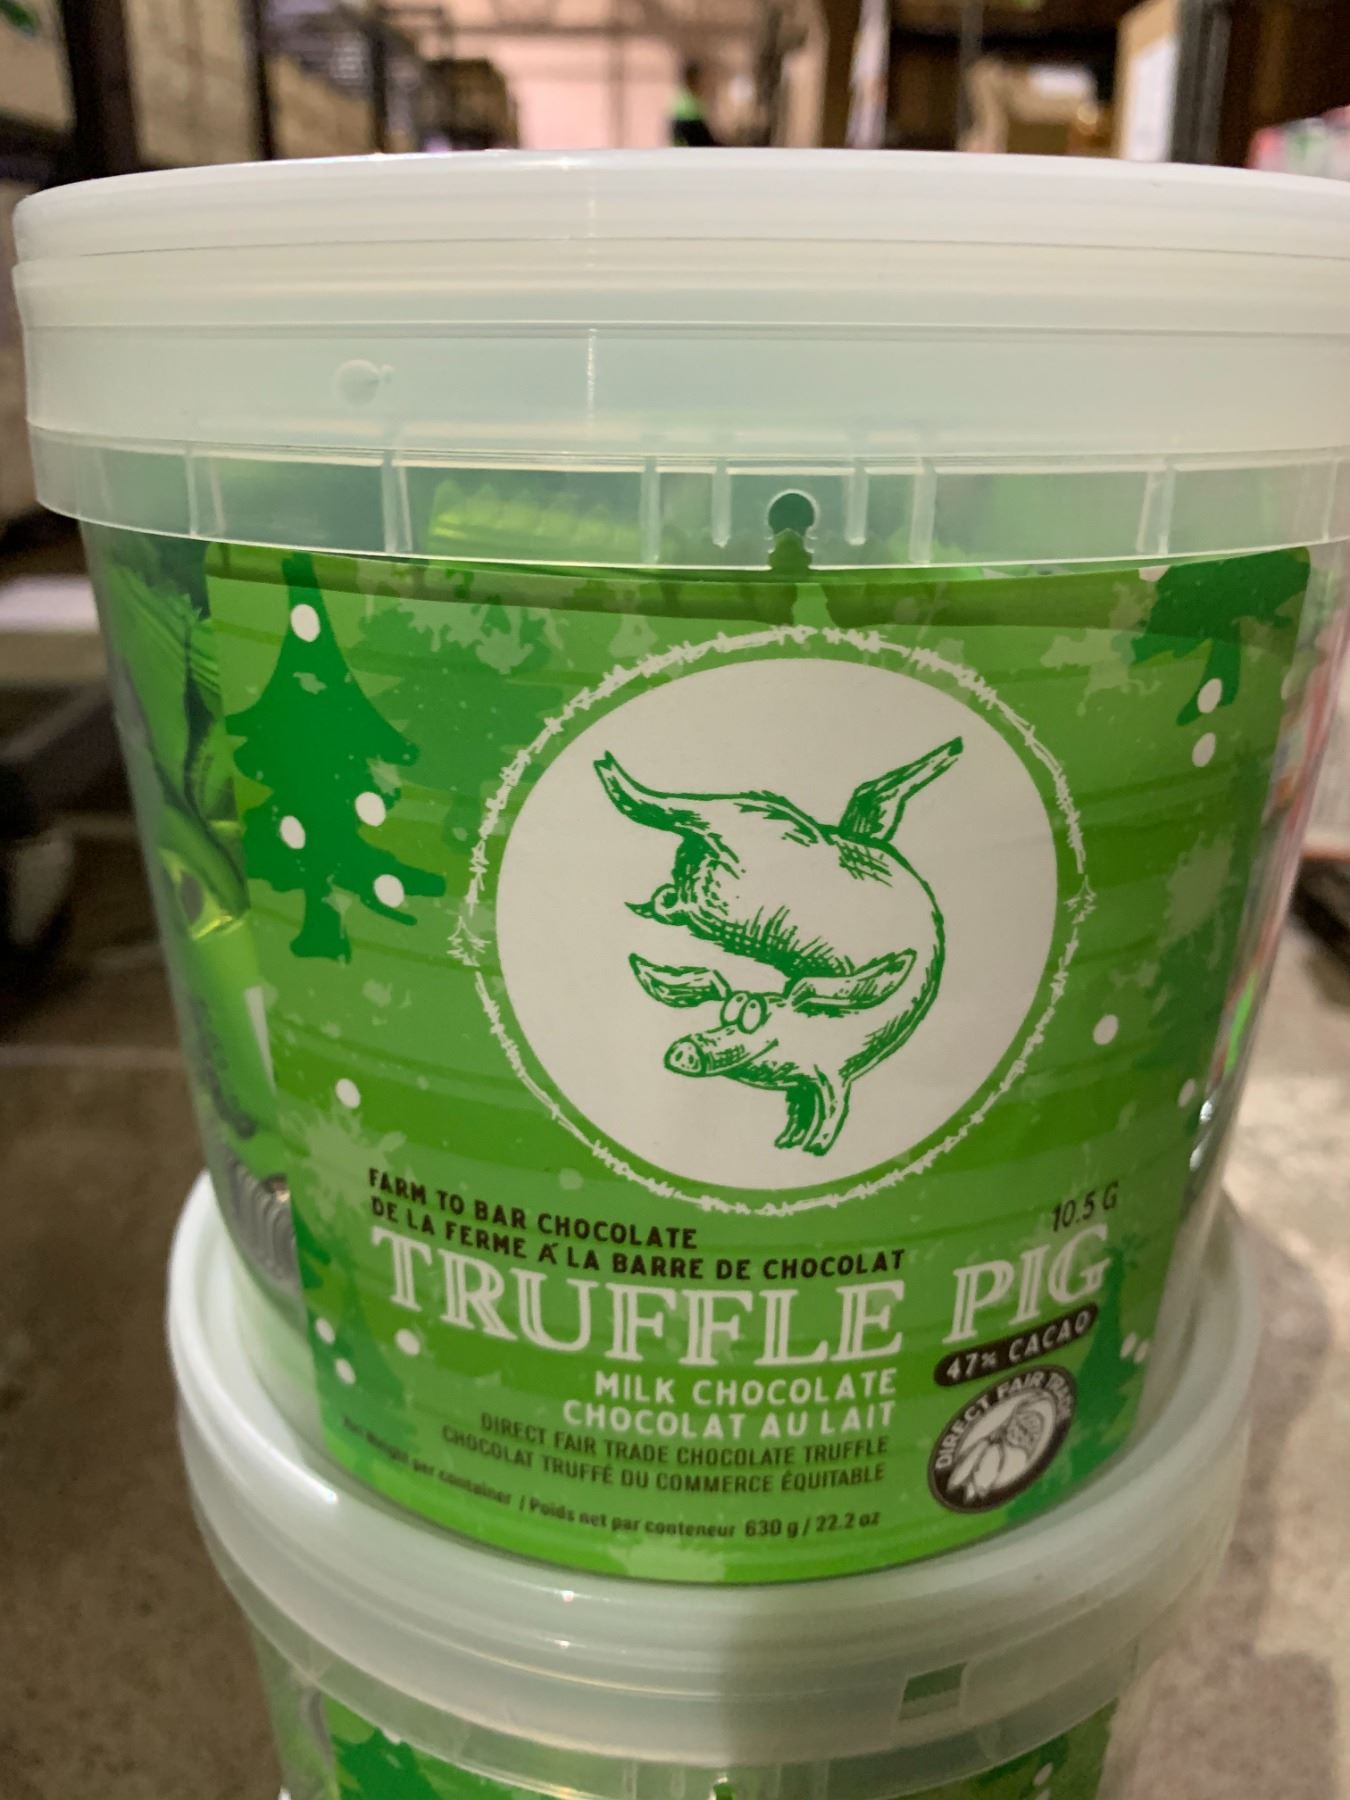 FARM TO BAR CHOCOLATE
DE LA FERME Á LA BARRE DE CHOCOLAT
10.5 G
TRUFFLE PIG
47% CACAO
MILK CHOCOLATE
CHOCOLAT AU LAIT
DIRECT FAIR TRADE
DIRECT FAIR TRADE CHOCOLATE TRUFFLE
CHOCOLAT TRUFFÉ DU COMMERCE ÉQUITABLE
Net Weight per container / Poids net par conteneur 630 g / 22.2 oz